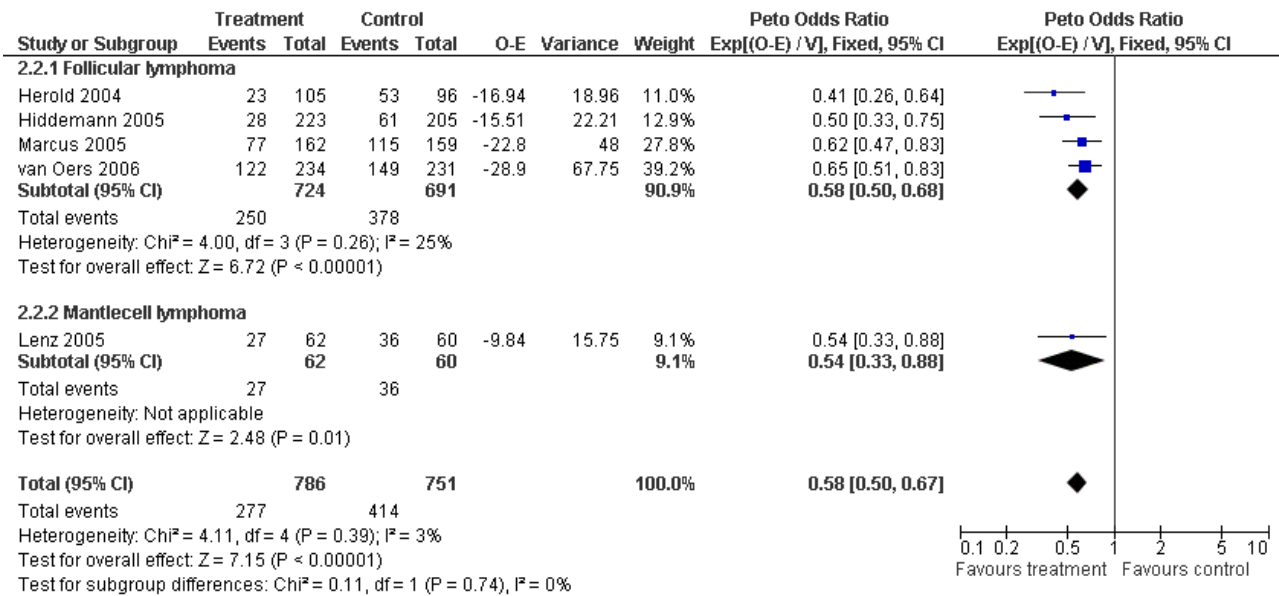 Treatment Control Peto Odds Ratio Peto Odds Ratio
Study or Subgroup Events Total Events Total O-E Variance Weight Exp[(O-E) / V], Fixed, 95% CI Exp[(O-E) / V], Fixed, 95% CI
2.2.1 Follicular lymphoma
Herold 2004 23 105 53 96 -16.94 18.96 11.0% 0.41 [0.26, 0.64]
Hiddemann 2005 28 223 61 205 -15.51 22.21 12.9% 0.50 [0.33, 0.75]
Marcus 2005 77 162 115 159 -22.8 48 27.8% 0.62 [0.47, 0.83]
van Oers 2006 122 234 149 231 -28.9 67.75 39.2% 0.65 [0.51, 0.83]
Subtotal (95% CI) 724 691 90.9% 0.58 [0.50, 0.68]
Total events 250 378
Heterogeneity: Chi² = 4.00, df = 3 (P = 0.26); I² = 25%
Test for overall effect: Z = 6.72 (P < 0.00001)
2.2.2 Mantlecell lymphoma
Lenz 2005 27 62 36 60 -9.84 15.75 9.1% 0.54 [0.33, 0.88]
Subtotal (95% CI) 62 60 9.1% 0.54 [0.33, 0.88]
Total events 27 36
Heterogeneity: Not applicable
Test for overall effect: Z = 2.48 (P = 0.01)
Total (95% CI) 786 751 100.0% 0.58 [0.50, 0.67]
Total events 277 414
Heterogeneity: Chi² = 4.11, df = 4 (P = 0.39); I² = 3%
Test for overall effect: Z = 7.15 (P < 0.00001)
Test for subgroup differences: Chi² = 0.11, df = 1 (P = 0.74), I² = 0%
0.1 0.2 0.5 1 2 5 10
Favours treatment Favours control